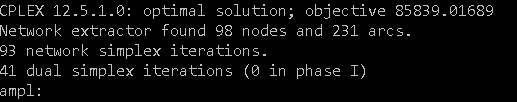 CPLEX 12.5.1.0: optimal solution; objective 85839.01689
Network extractor found 98 nodes and 231 arcs.
93 network simplex iterations.
41 dual simplex iterations (0 in phase I)
ampl: